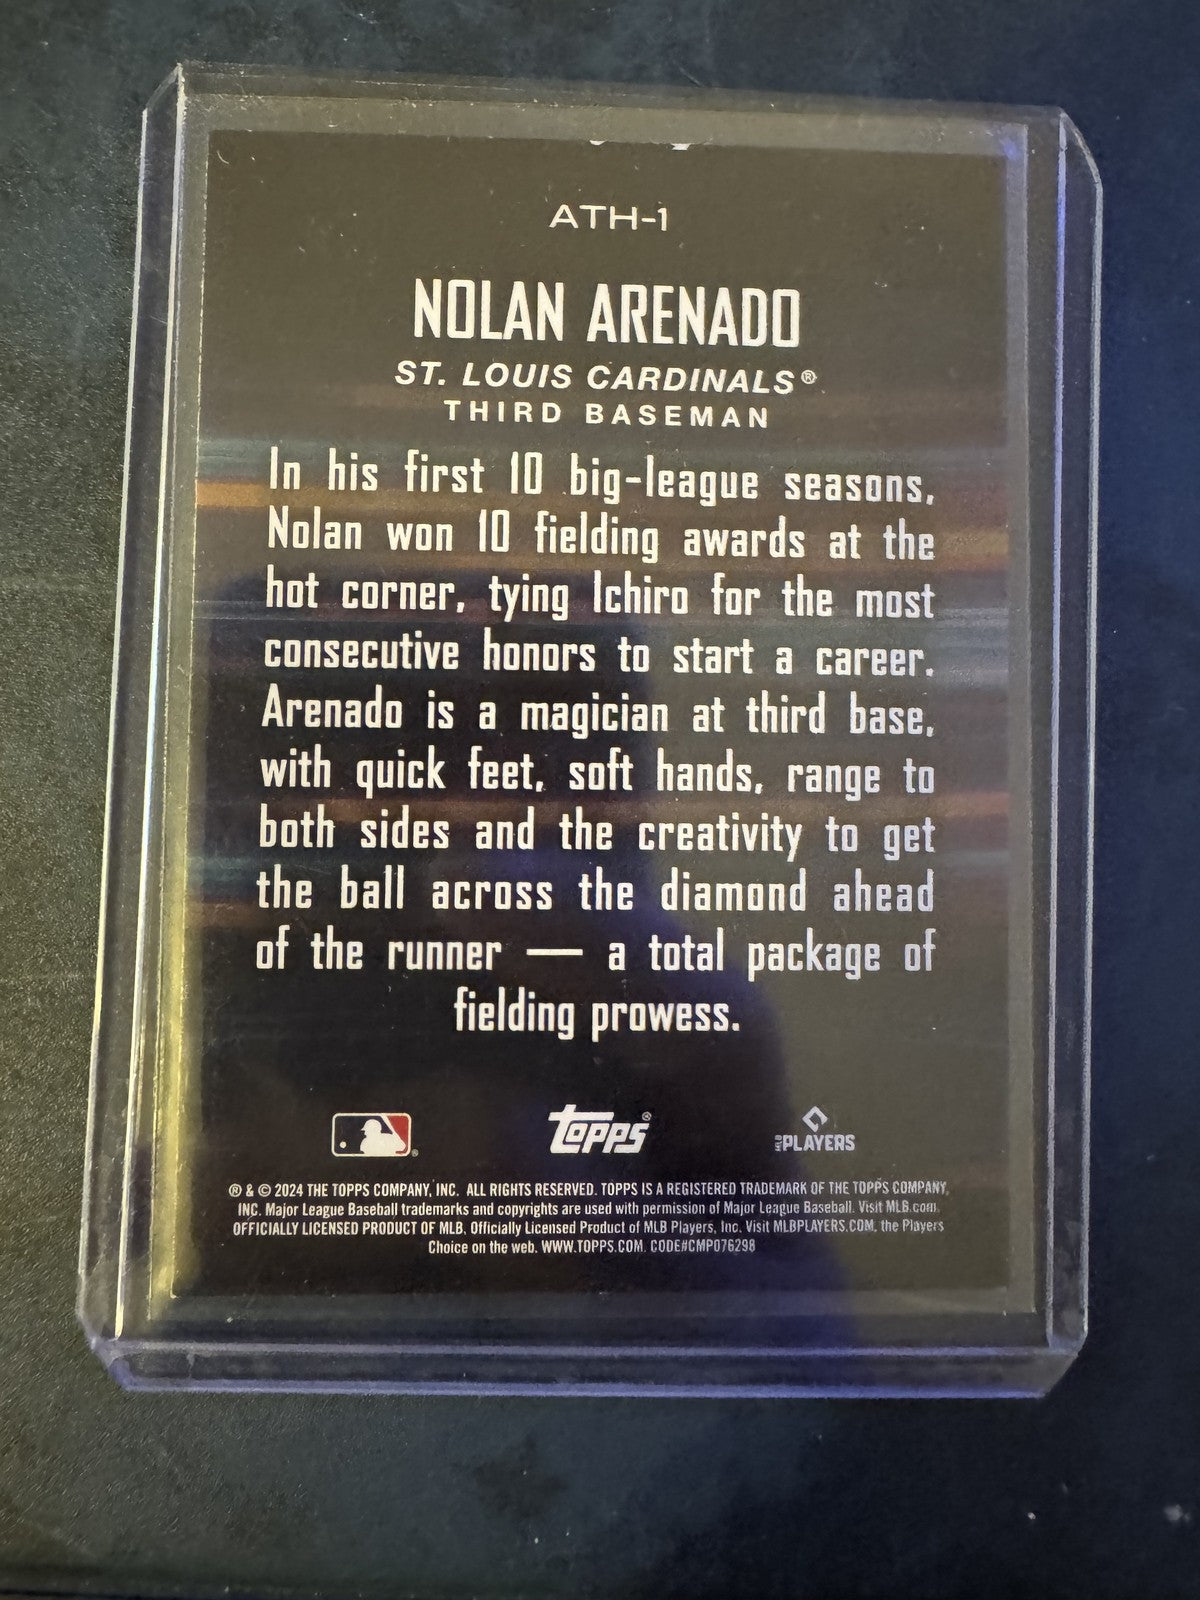 ATH-1
NOLAN ARENADO
ST. LOUIS CARDINALS®
THIRD BASEMAN
In his first 10 big-league seasons,
Nolan won 10 fielding awards at the
hot corner, tying Ichiro for the most
consecutive honors to start a career.
Arenado is a magician at third base,
with quick feet, soft hands, range to
both sides and the creativity to get
the ball across the diamond ahead
of the runner — a total package of
fielding prowess.
topps®
MLB PLAYERS
® & © 2024 THE TOPPS COMPANY, INC. ALL RIGHTS RESERVED. TOPPS IS A REGISTERED TRADEMARK OF THE TOPPS COMPANY,
INC. Major League Baseball trademarks and copyrights are used with permission of Major League Baseball. Visit MLB.com.
OFFICIALLY LICENSED PRODUCT OF MLB, Officially Licensed Product of MLB Players, Inc. Visit MLBPLAYERS.COM, the Players
Choice on the web. WWW.TOPPS.COM. CODE#CMP076298